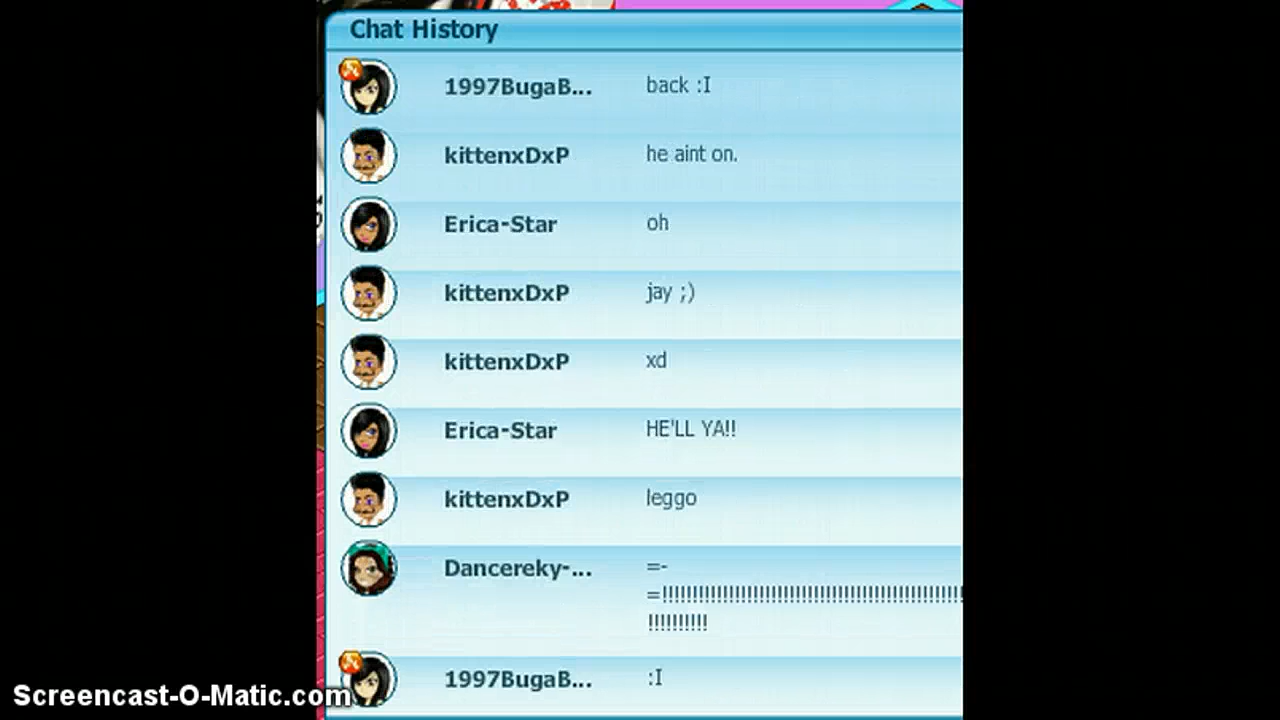 Chat History
1997BugaB... back :I
kittenxDxP he aint on.
Erica-Star oh
kittenxDxP jay ;)
kittenxDxP xd
Erica-Star HE'LL YA!!
kittenxDxP leggo
Dancereky-... =-
=!!!!!!!!!!!!!!!!!!!!!!!!!!!!!!!!!!!!!!!!!!!!!!!!!!
!!!!!!!!!!
1997BugaB... :I
Screencast-O-Matic.com